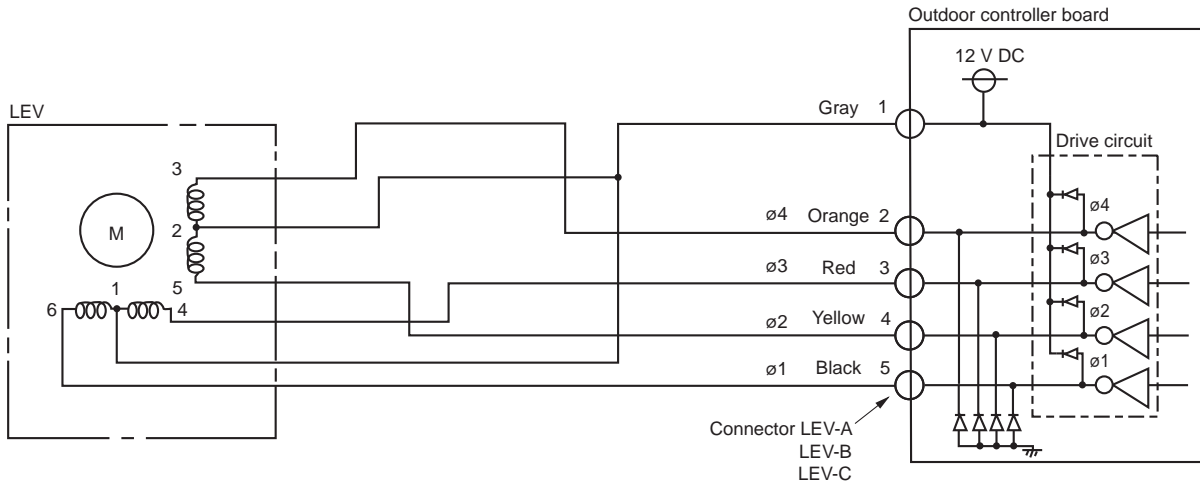 Outdoor controller board
12 V DC
LEV
Gray 1
Drive circuit
3
ø4
ø4 Orange 2
M
2
ø3
ø3 Red 3
5
1
6
4
ø2
ø2 Yellow 4
ø1
ø1 Black 5
Connector LEV-A
LEV-B
LEV-C